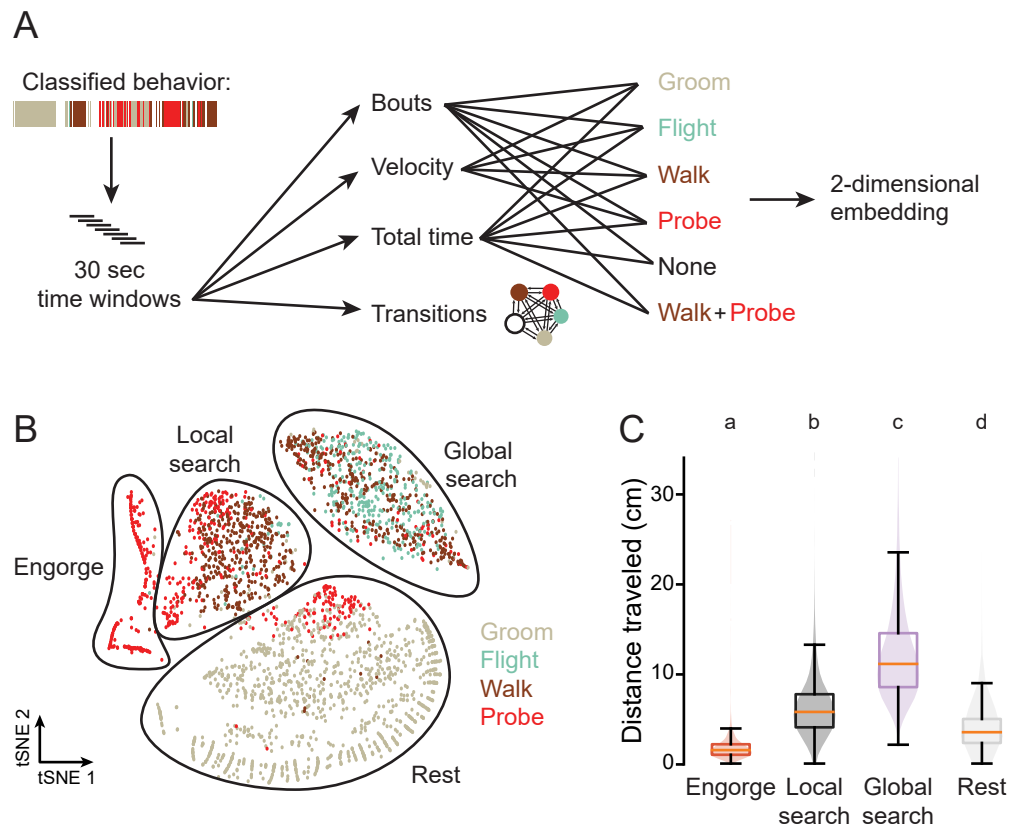 A
Classified behavior:
30 sec
time windows
Bouts
Velocity
Total time
Transitions
Groom
Flight
Walk
Probe
None
Walk + Probe
2-dimensional
embedding
B
Local
search
Global
search
Engorge
Groom
Flight
Walk
Probe
Rest
tSNE 2
tSNE 1
C
a b c d
Distance traveled (cm)
30
20
10
0
Engorge Local search Global search Rest